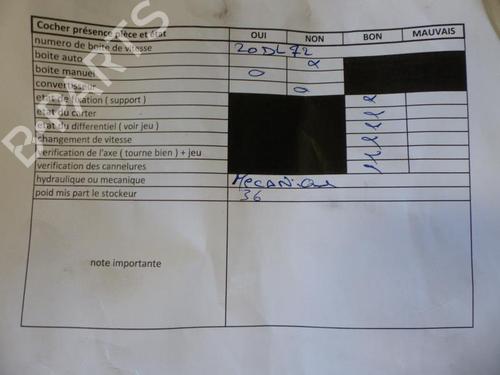 Cocher présence pièce et état OUI NON BON MAUVAIS
numero de boite de vitesse 20DL72
boite auto
boite manuel O
convertisseur O
etat de fixation ( support )
etat du carter
etat du differentiel ( voir jeu )
changement de vitesse
verification de l'axe ( tourne bien ) + jeu
verification des cannelures
hydraulique ou mecanique
poid mis part le stockeur 36
note importante
PARTS